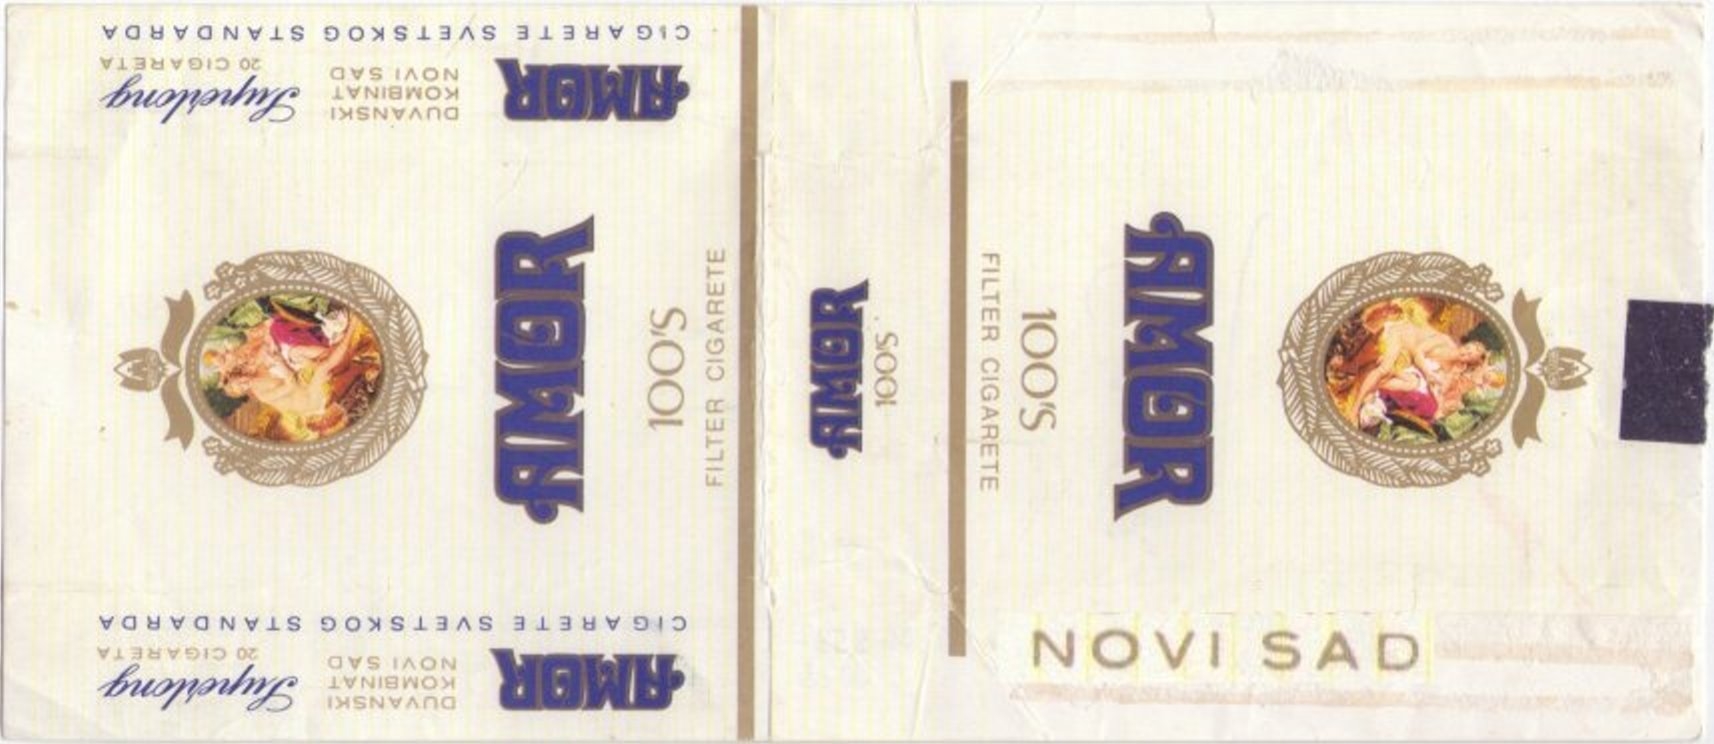 CIGARETE SVETSKOG STANDARDA
AMOR
DUVANSKI
KOMBINAT
NOVI SAD
Superlong
20 CIGARETA
AMOR
100'S
FILTER CIGARETE
AMOR
100'S
FILTER CIGARETE
100'S
AMOR
CIGARETE SVETSKOG STANDARDA
AMOR
DUVANSKI
KOMBINAT
NOVI SAD
Superlong
20 CIGARETA
NOVI SAD